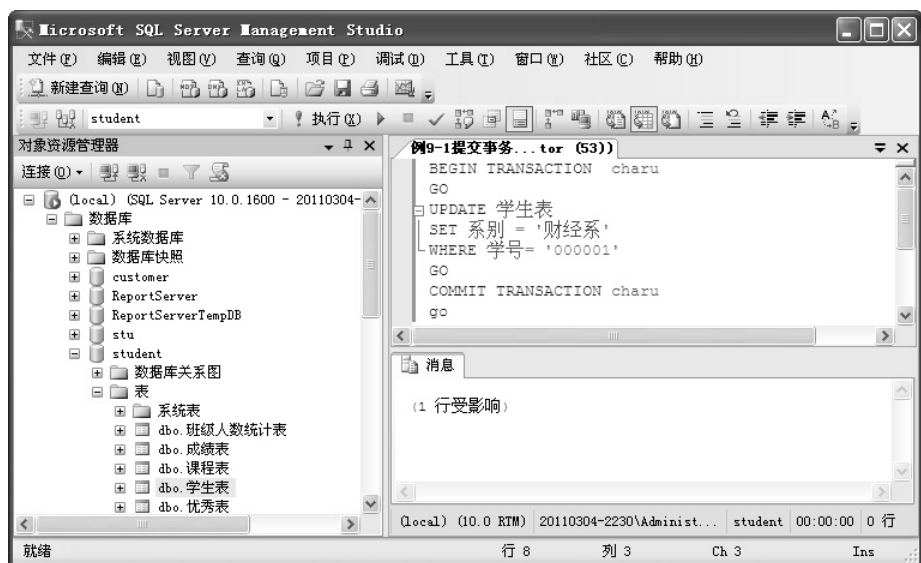 Microsoft SQL Server Management Studio
文件(F) 编辑(E) 视图(V) 查询(Q) 项目(P) 调试(D) 工具(T) 窗口(W) 社区(C) 帮助(H)
新建查询(N)
student 执行(X)
对象资源管理器
连接(O)
(local) (SQL Server 10.0.1600 - 20110304-
数据库
系统数据库
数据库快照
customer
ReportServer
ReportServerTempDB
stu
student
数据库关系图
表
系统表
dbo.班级人数统计表
dbo.成绩表
dbo.课程表
dbo.学生表
dbo.优秀表
例9-1提交事务...tor (53))
BEGIN TRANSACTION charu
GO
UPDATE 学生表
SET 系别 = '财经系'
WHERE 学号= '000001'
GO
COMMIT TRANSACTION charu
go
消息
(1 行受影响)
(local) (10.0 RTM) 20110304-2230\Administ... student 00:00:00 0 行
就绪 行 8 列 3 Ch 3 Ins